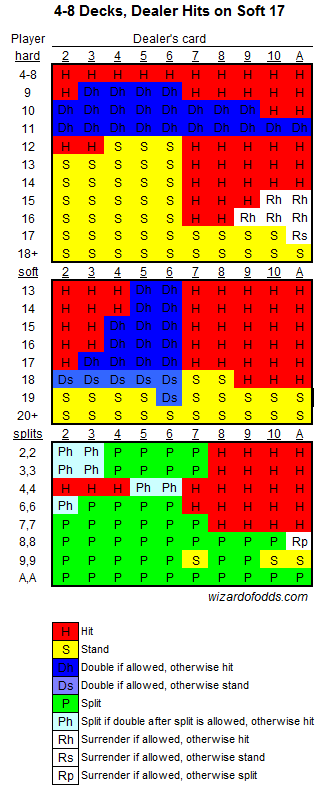 4-8 Decks, Dealer Hits on Soft 17
Player Dealer's card
hard 2 3 4 5 6 7 8 9 10 A
4-8 H H H H H H H H H H
9 H Dh Dh Dh Dh H H H H H
10 Dh Dh Dh Dh Dh Dh Dh Dh H H
11 Dh Dh Dh Dh Dh Dh Dh Dh Dh Dh
12 H H S S S H H H H H
13 S S S S S H H H H H
14 S S S S S H H H H H
15 S S S S S H H H Rh Rh
16 S S S S S H H Rh Rh Rh
17 S S S S S S S S S Rs
18+ S S S S S S S S S S
soft 2 3 4 5 6 7 8 9 10 A
13 H H H Dh Dh H H H H H
14 H H H Dh Dh H H H H H
15 H H Dh Dh Dh H H H H H
16 H H Dh Dh Dh H H H H H
17 H Dh Dh Dh Dh H H H H H
18 Ds Ds Ds Ds Ds S S H H H
19 S S S S Ds S S S S S
20+ S S S S S S S S S S
splits 2 3 4 5 6 7 8 9 10 A
2,2 Ph Ph P P P P H H H H
3,3 Ph Ph P P P P H H H H
4,4 H H H Ph Ph H H H H H
6,6 Ph P P P P H H H H H
7,7 P P P P P P H H H H
8,8 P P P P P P P P P Rp
9,9 P P P P P S P P S S
A,A P P P P P P P P P P
wizardofodds.com
H Hit
S Stand
Dh Double if allowed, otherwise hit
Ds Double if allowed, otherwise stand
P Split
Ph Split if double after split is allowed, otherwise hit
Rh Surrender if allowed, otherwise hit
Rs Surrender if allowed, otherwise stand
Rp Surrender if allowed, otherwise split